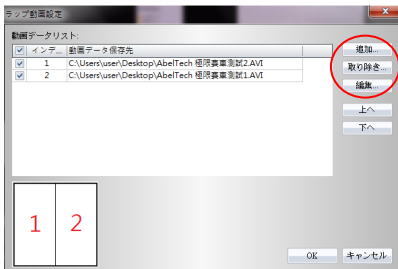 ラップ動画設定
動画データリスト:
インデ... 動画データ保存先
1 C:\Users\user\Desktop\AbelTech 極限賽車測試2.AVI
2 C:\Users\user\Desktop\AbelTech 極限賽車測試1.AVI
追加...
取り除き...
編集...
上へ
下へ
1 2
OK キャンセル